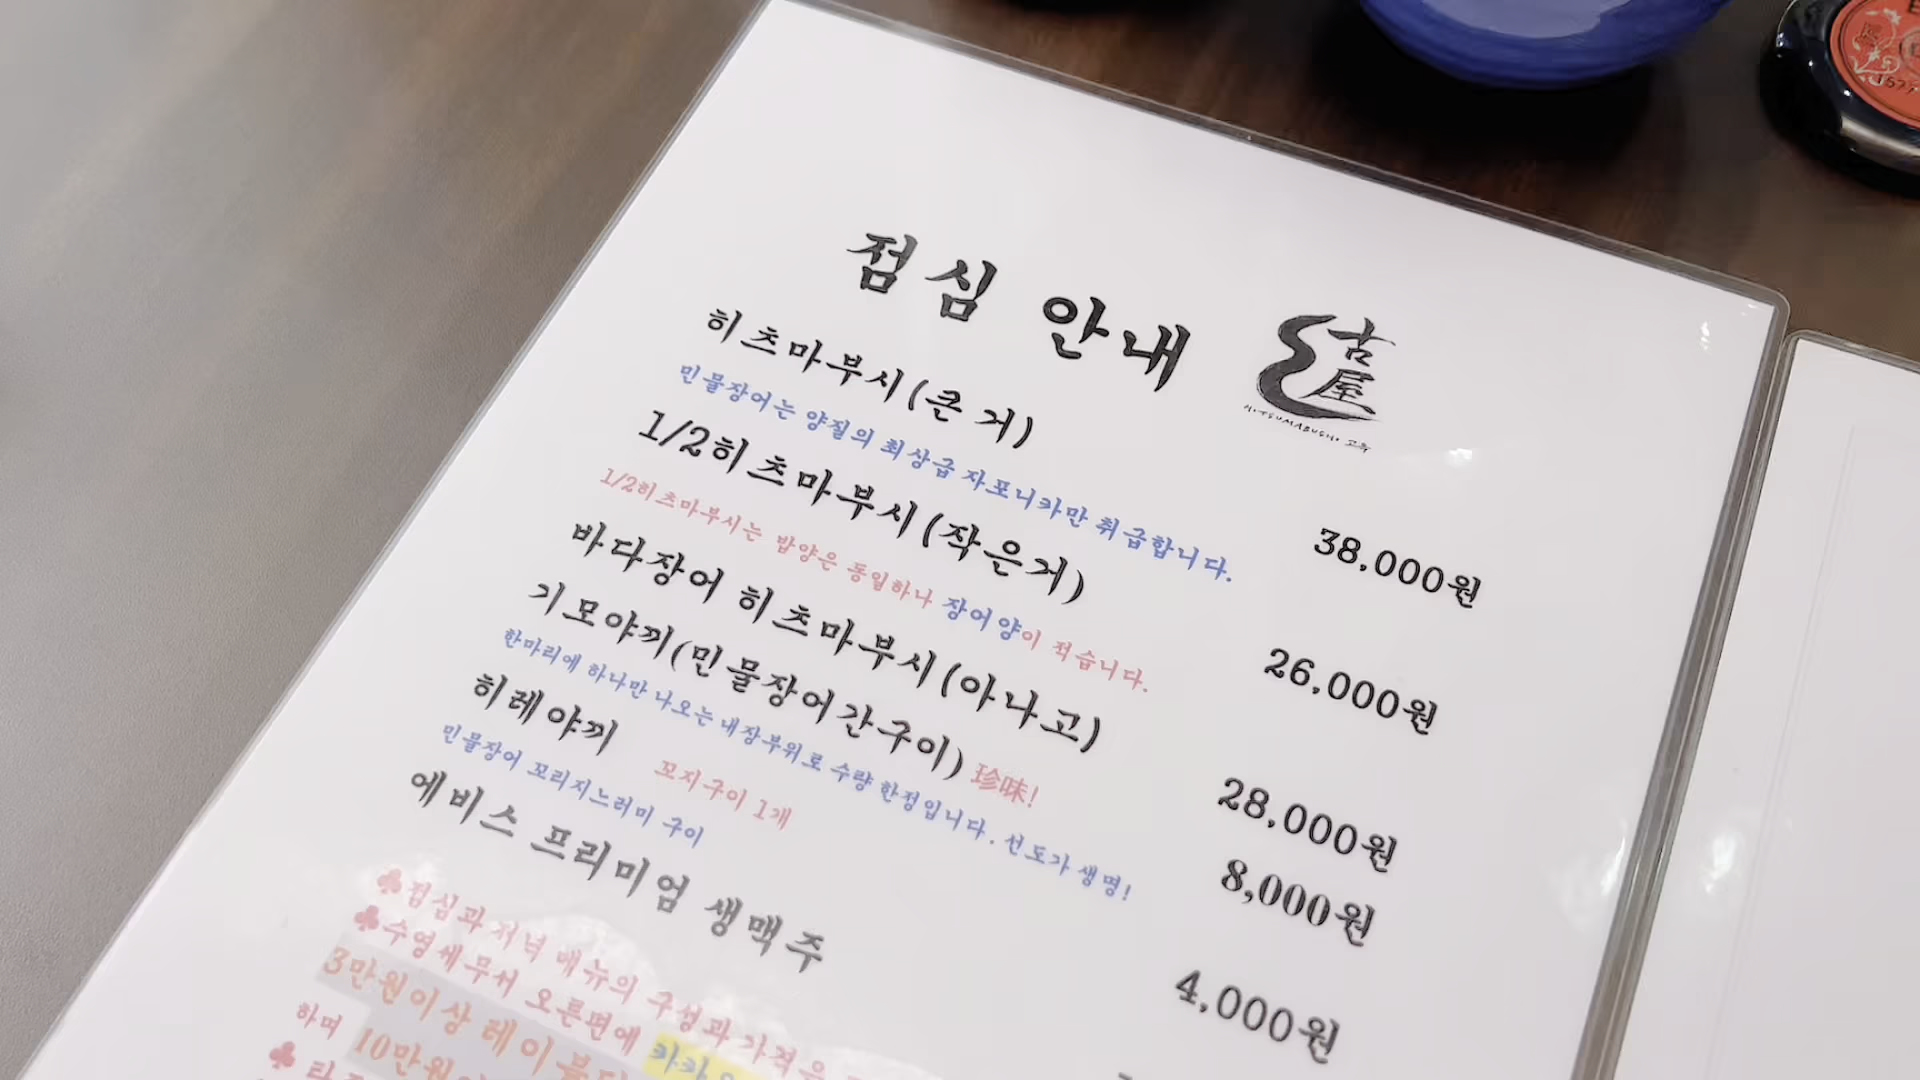 점심 안내
古屋
HITSUMABUSHI 고옥
히츠마부시(큰 거) 38,000원
민물장어는 양질의 최상급 자포니카만 취급합니다.
1/2히츠마부시(작은거) 26,000원
1/2히츠마부시는 밥양은 동일하나 장어양이 적습니다.
바다장어 히츠마부시(아나고) 28,000원
기모야끼(민물장어간구이) 珍味! 8,000원
한마리에 하나만 나오는 내장부위로 수량 한정입니다. 선도가 생명!
히레야끼 꼬지구이 1개 4,000원
민물장어 꼬리지느러미 구이
에비스 프리미엄 생맥주
♣점심과 저녁 메뉴의 구성과 가격은
♣수영세무서 오른편에
3만원이상 테이블
하며 10만원